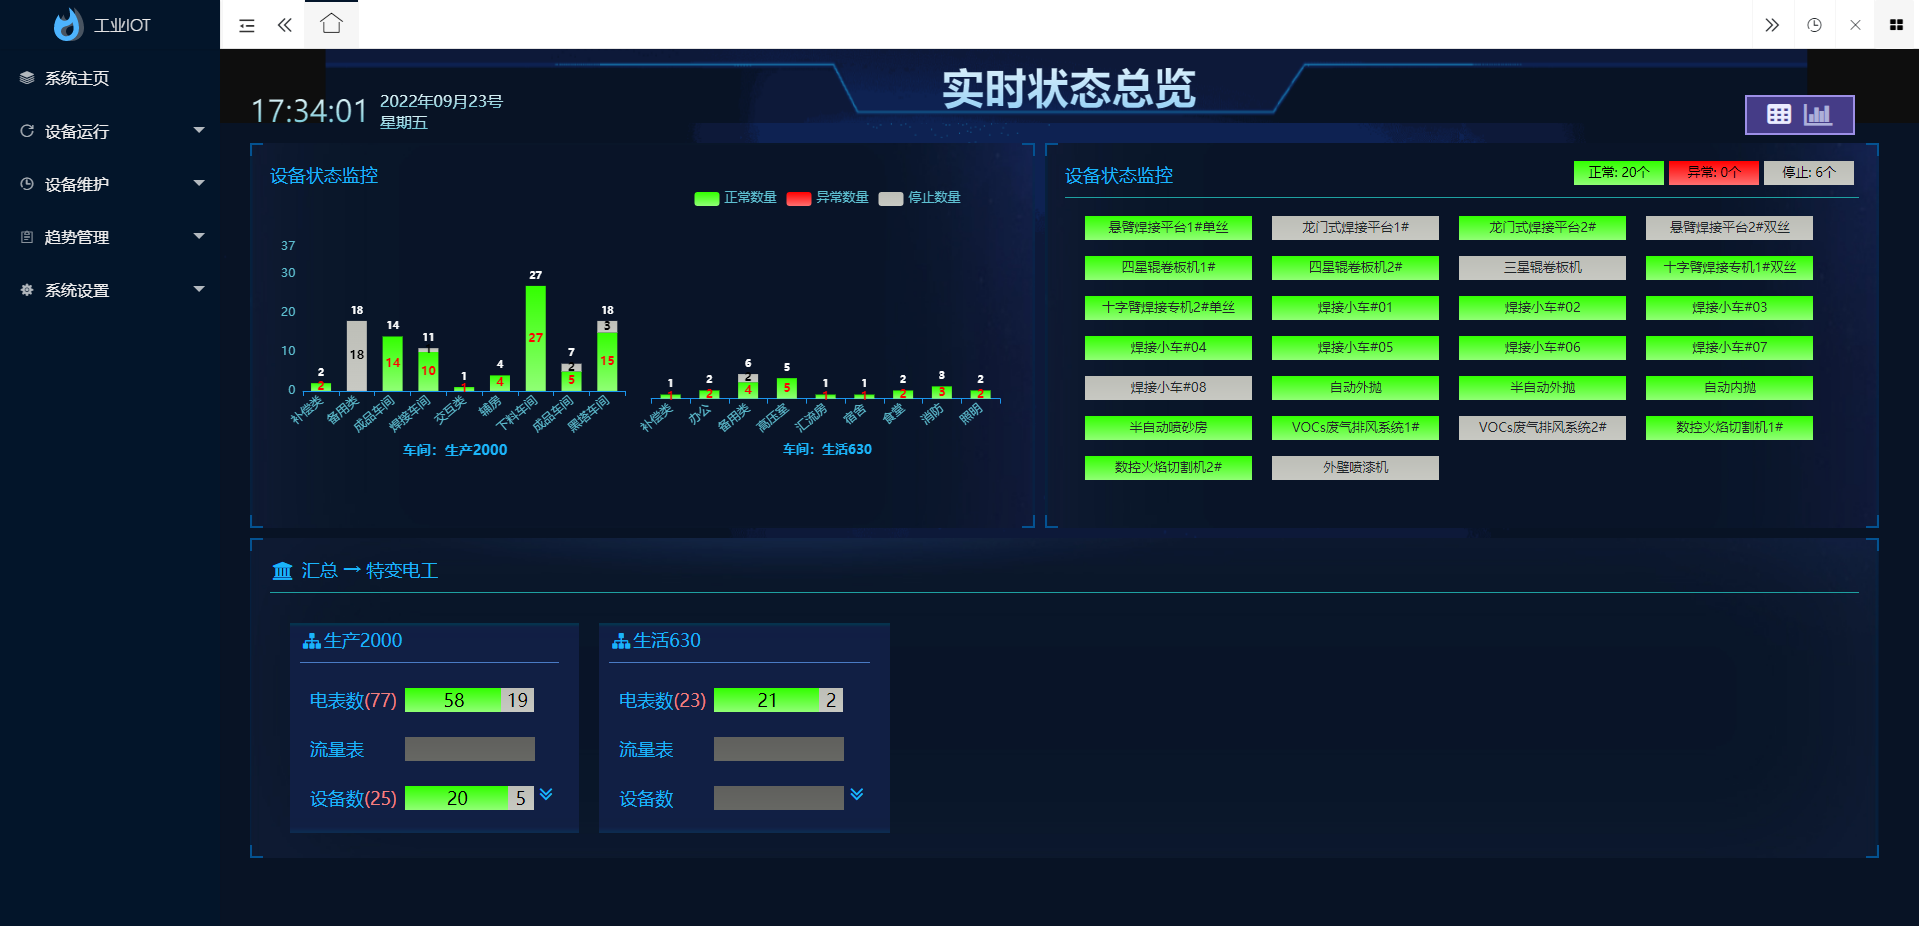 工业IOT
系统主页
设备运行
设备维护
趋势管理
系统设置
17:34:01
2022年09月23号
星期五
实时状态总览
设备状态监控
正常数量 异常数量 停止数量
37
30
20
10
0
2 18 14 11 1 4 27 7 18
2 18 14 10 1 4 27 2 5 3 15
补偿类 备用类 成品车间 焊接车间 交互类 辅房 下料车间 成品车间 黑塔车间
车间：生产2000
1 2 6 5 1 1 2 3 2
1 2 2 4 5 1 1 2 3 2
补偿类 办公 备用类 高压室 汇流房 宿舍 食堂 消防 照明
车间：生活630
设备状态监控
正常: 20个 异常: 0个 停止: 6个
悬臂焊接平台1#单丝 龙门式焊接平台1# 龙门式焊接平台2# 悬臂焊接平台2#双丝
四星辊卷板机1# 四星辊卷板机2# 三星辊卷板机 十字臂焊接专机1#双丝
十字臂焊接专机2#单丝 焊接小车#01 焊接小车#02 焊接小车#03
焊接小车#04 焊接小车#05 焊接小车#06 焊接小车#07
焊接小车#08 自动外抛 半自动外抛 自动内抛
半自动喷砂房 VOCs废气排风系统1# VOCs废气排风系统2# 数控火焰切割机1#
数控火焰切割机2# 外壁喷漆机
汇总 → 特变电工
生产2000
电表数(77) 58 19
流量表
设备数(25) 20 5
生活630
电表数(23) 21 2
流量表
设备数